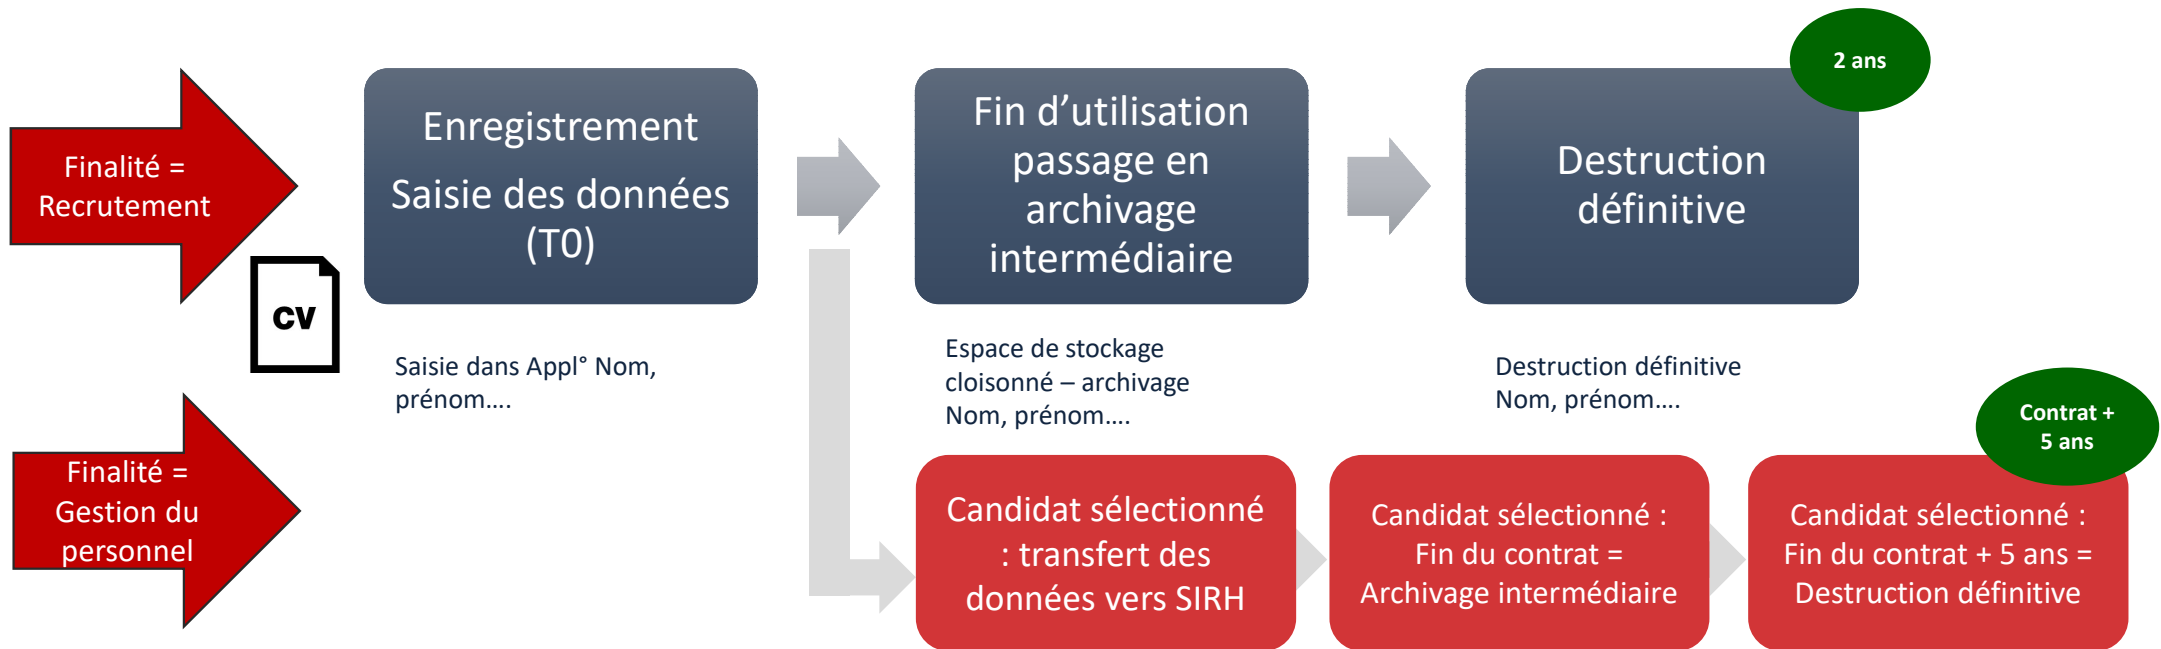 2 ans
Finalité =
Recrutement
Enregistrement
Saisie des données
(T0)
Fin d’utilisation
passage en
archivage
intermédiaire
Destruction
définitive
cv
Saisie dans Appl° Nom,
prénom….
Espace de stockage
cloisonné – archivage
Nom, prénom….
Destruction définitive
Nom, prénom….
Contrat +
5 ans
Finalité =
Gestion du
personnel
Candidat sélectionné
: transfert des
données vers SIRH
Candidat sélectionné :
Fin du contrat =
Archivage intermédiaire
Candidat sélectionné :
Fin du contrat + 5 ans =
Destruction définitive